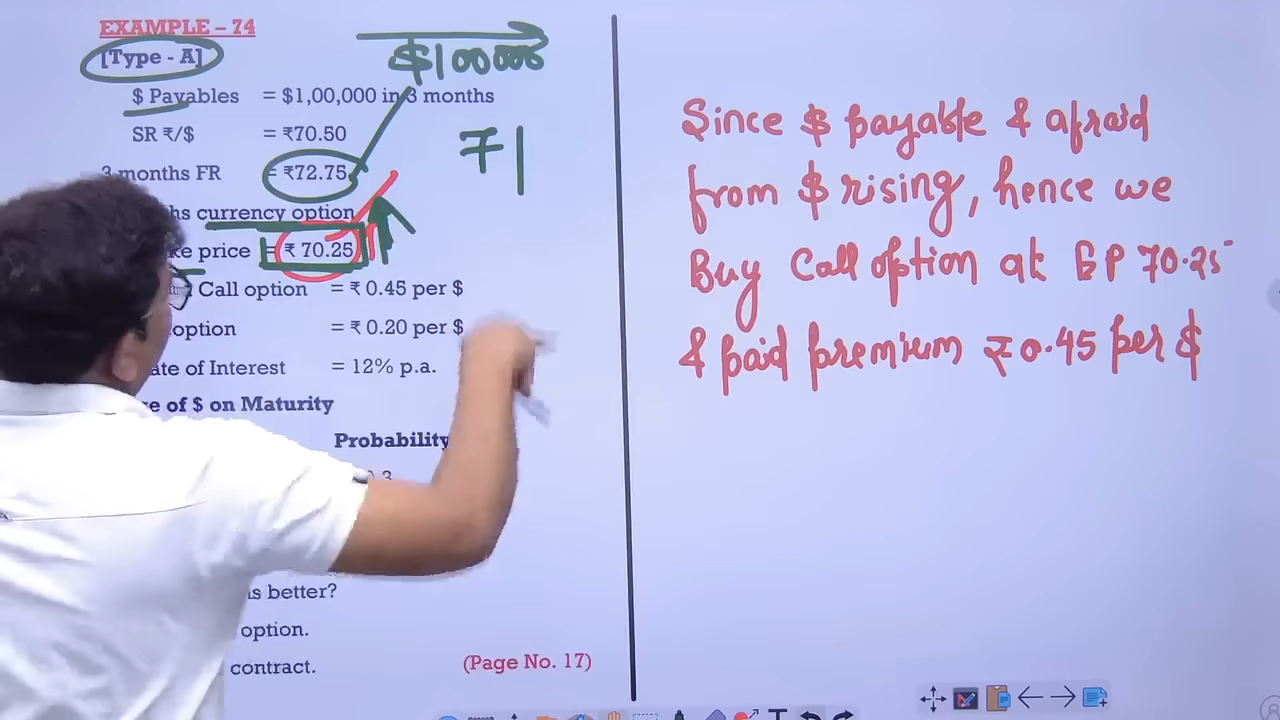 EXAMPLE – 74
[Type - A]
$100000
$ Payables = $1,00,000 in 3 months
SR ₹/$ = ₹70.50
71
3 months FR = ₹72.75
currency option
price = ₹ 70.25
Call option = ₹ 0.45 per $
option = ₹ 0.20 per $
of Interest = 12% p.a.
of $ on Maturity
Probability
better?
option.
contract.
(Page No. 17)
Since $ payable & afraid
from $ rising, hence we
Buy Call option at EP 70.25
& paid premium ₹0.45 per $